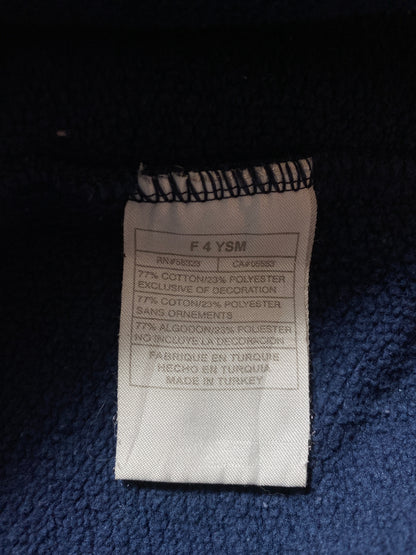 F 4 YSM
RN#56323 CA#05553
77% COTTON/23% POLYESTER
EXCLUSIVE OF DECORATION
77% COTON/23% POLYESTER
SANS ORNEMENTS
77% ALGODON/23% POLIESTER
NO INCLUYE LA DECORACION
FABRIQUE EN TURQUIE
HECHO EN TURQUIA
MADE IN TURKEY